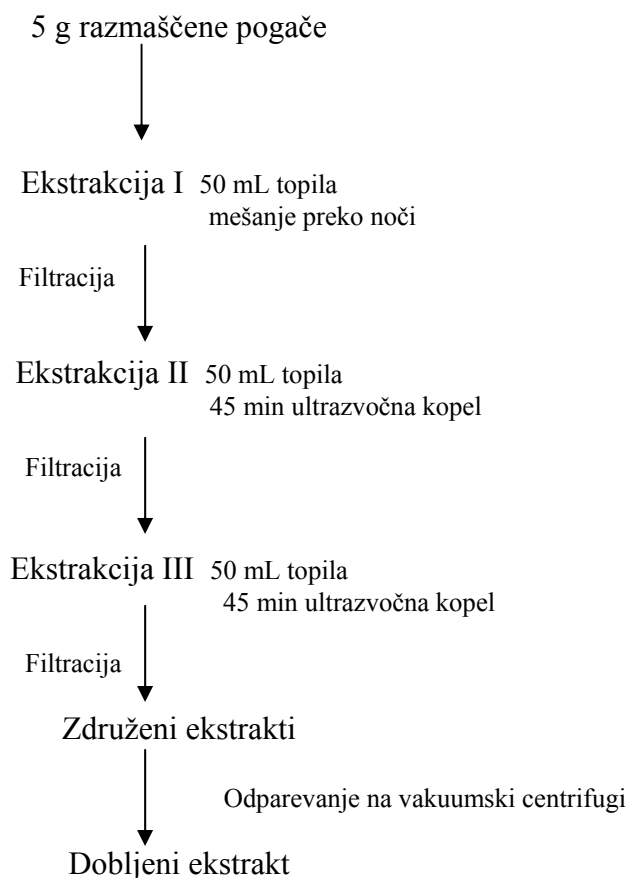 5 g razmaščene pogače
Ekstrakcija I 50 mL topila
mešanje preko noči
Filtracija
Ekstrakcija II 50 mL topila
45 min ultrazvočna kopel
Filtracija
Ekstrakcija III 50 mL topila
45 min ultrazvočna kopel
Filtracija
Združeni ekstrakti
Odparevanje na vakuumski centrifugi
Dobljeni ekstrakt